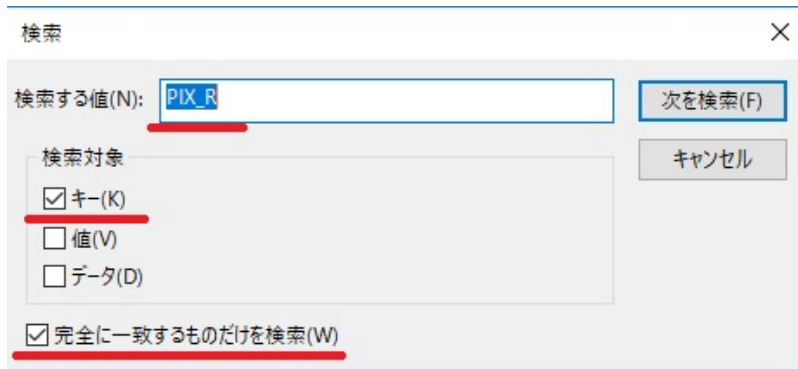 検索
検索する値(N): PIX_R
次を検索(F)
検索対象
キャンセル
キー(K)
値(V)
データ(D)
完全に一致するものだけを検索(W)